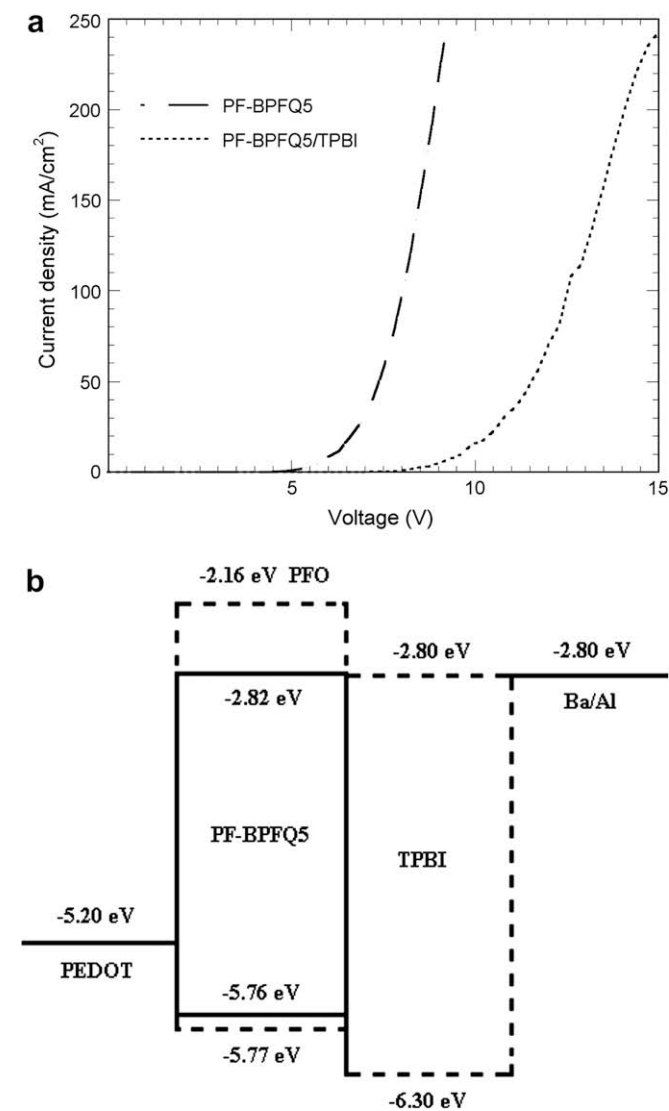 a
250
200
150
100
50
0
Current density (mA/cm²)
PF-BPFQ5
PF-BPFQ5/TPBI
5
10
15
Voltage (V)
b
-2.16 eV PFO
-2.80 eV
-2.80 eV
-2.82 eV
Ba/Al
PF-BPFQ5
TPBI
-5.20 eV
PEDOT
-5.76 eV
-5.77 eV
-6.30 eV